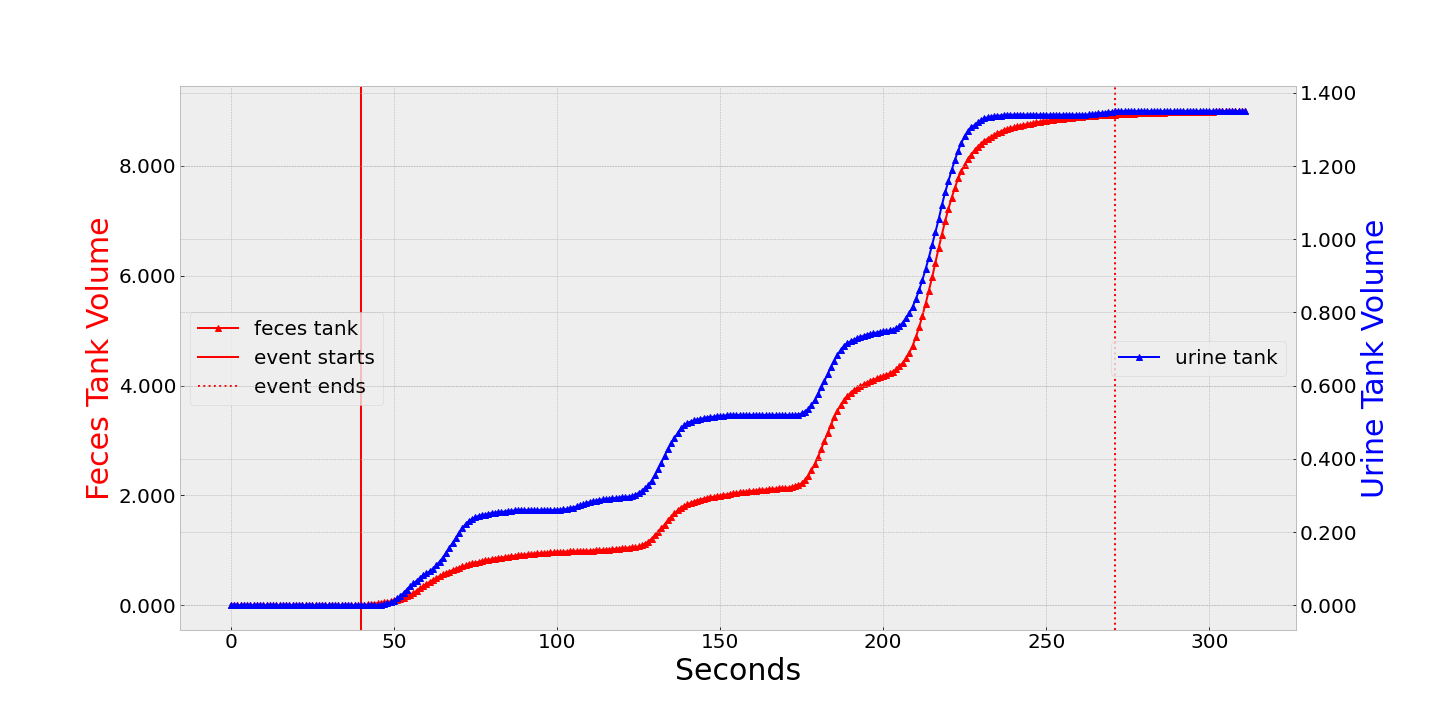 Feces Tank Volume
8.000
6.000
4.000
2.000
0.000
feces tank
event starts
event ends
urine tank
1.400
1.200
1.000
0.800
0.600
0.400
0.200
0.000
Urine Tank Volume
0 50 100 150 200 250 300
Seconds